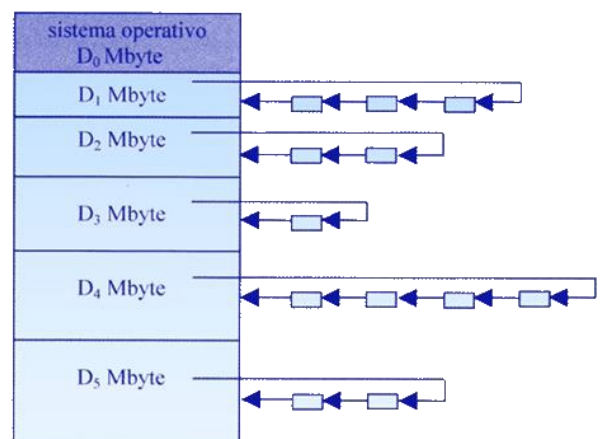 sistema operativo
D₀ Mbyte
D₁ Mbyte
D₂ Mbyte
D₃ Mbyte
D₄ Mbyte
D₅ Mbyte